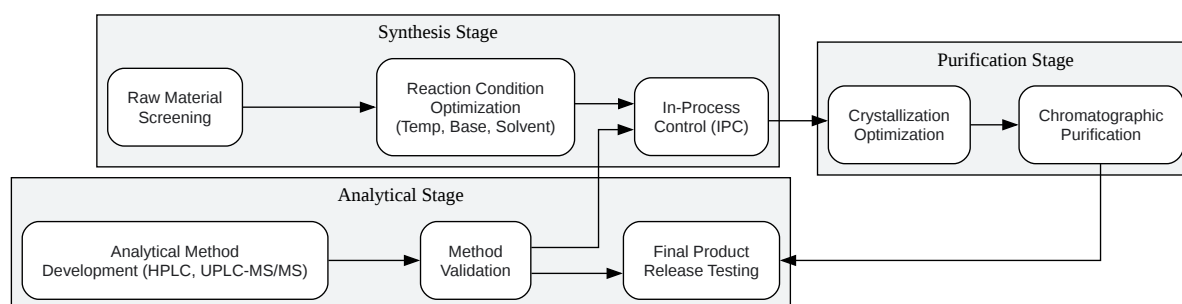 Synthesis Stage
Raw Material
Screening
Reaction Condition
Optimization
(Temp, Base, Solvent)
In-Process
Control (IPC)
Purification Stage
Crystallization
Optimization
Chromatographic
Purification
Analytical Stage
Analytical Method
Development (HPLC, UPLC-MS/MS)
Method
Validation
Final Product
Release Testing